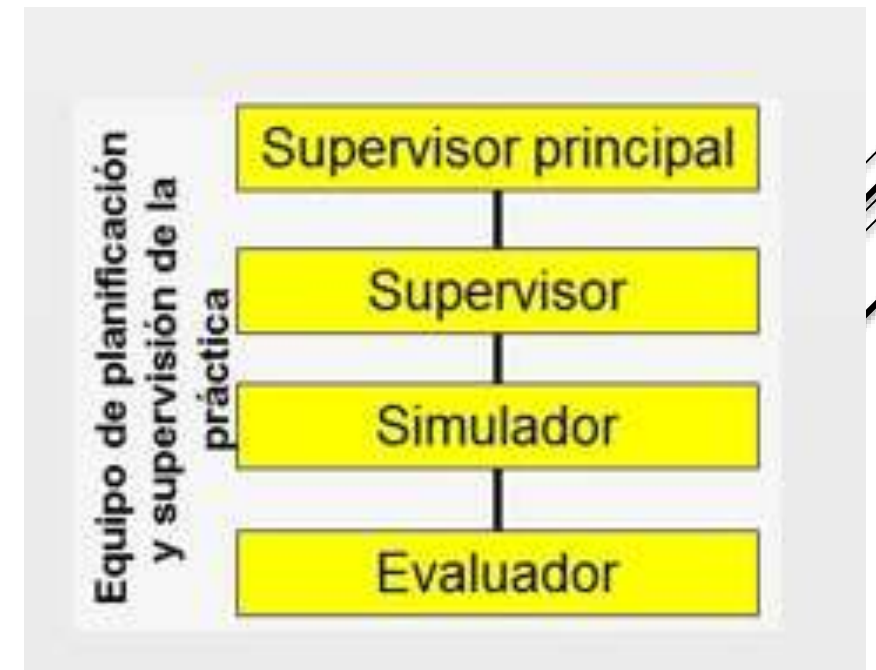 Equipo de planificación
y supervisión de la
práctica
Supervisor principal
Supervisor
Simulador
Evaluador